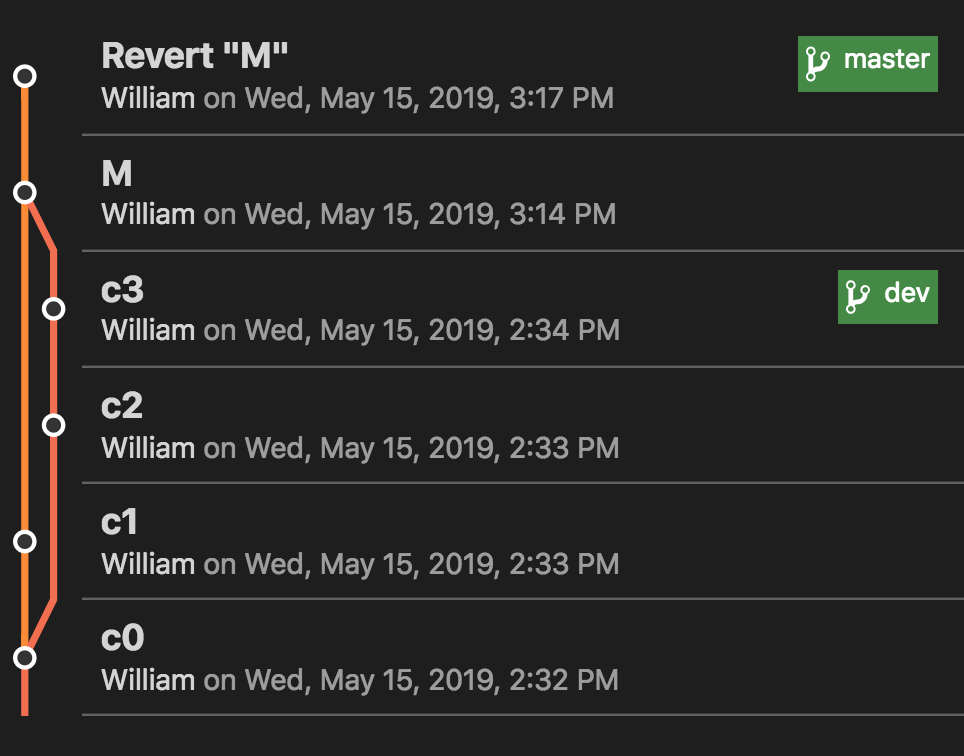 Revert "M"
master
William on Wed, May 15, 2019, 3:17 PM
M
William on Wed, May 15, 2019, 3:14 PM
c3
dev
William on Wed, May 15, 2019, 2:34 PM
c2
William on Wed, May 15, 2019, 2:33 PM
c1
William on Wed, May 15, 2019, 2:33 PM
c0
William on Wed, May 15, 2019, 2:32 PM